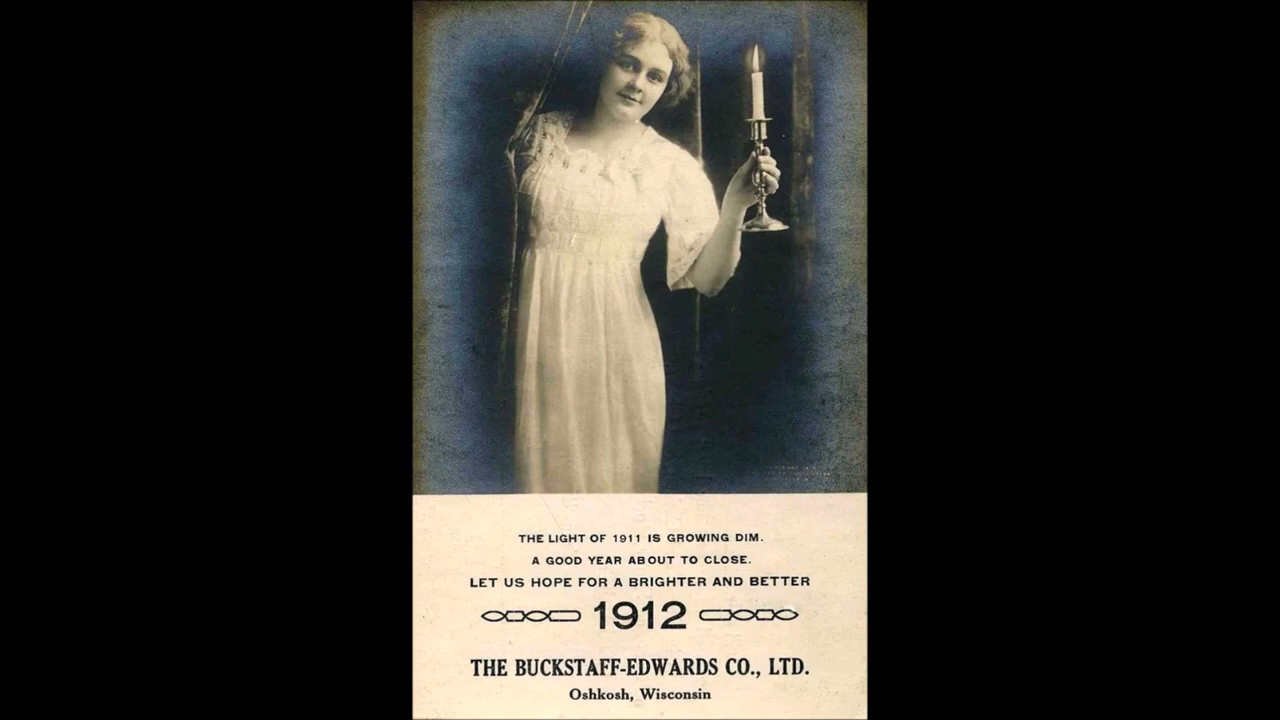 THE LIGHT OF 1911 IS GROWING DIM.
A GOOD YEAR ABOUT TO CLOSE.
LET US HOPE FOR A BRIGHTER AND BETTER
1912
THE BUCKSTAFF-EDWARDS CO., LTD.
Oshkosh, Wisconsin